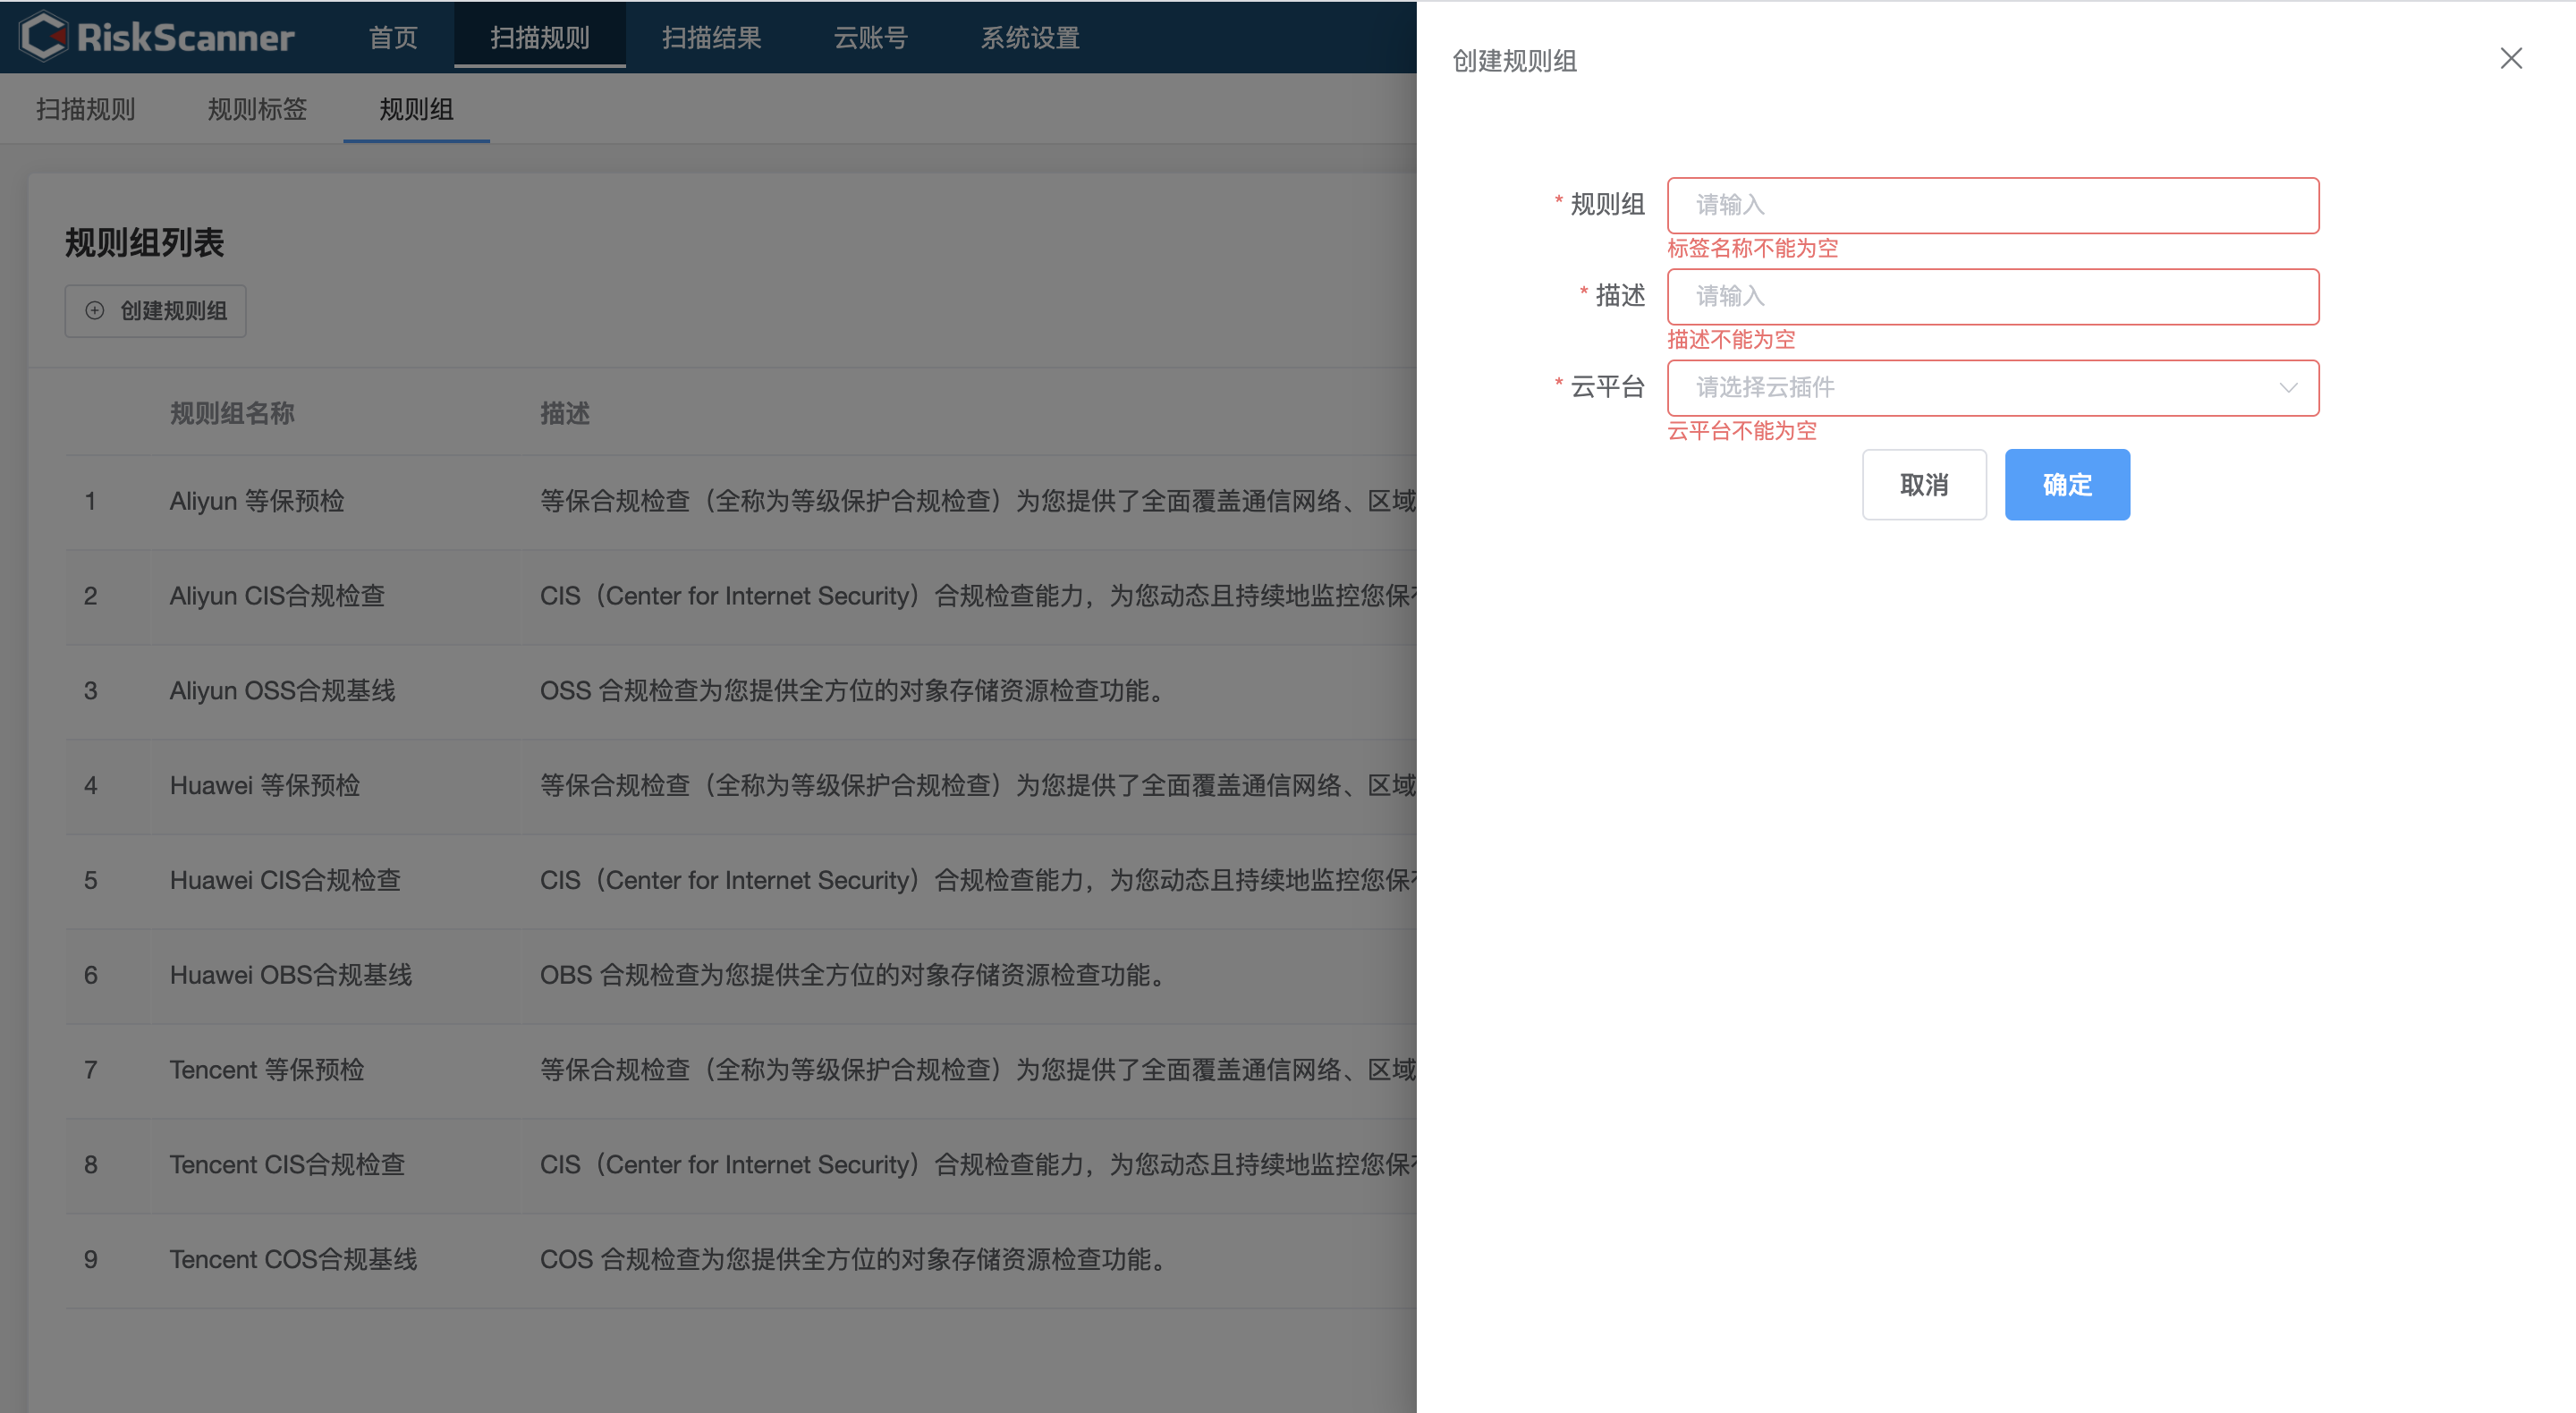 RiskScanner 首页 扫描规则 扫描结果 云账号 系统设置
扫描规则 规则标签 规则组
规则组列表
创建规则组
规则组名称 描述
1 Aliyun 等保预检 等保合规检查（全称为等级保护合规检查）为您提供了全面覆盖通信网络、区域
2 Aliyun CIS合规检查 CIS（Center for Internet Security）合规检查能力，为您动态且持续地监控您保
3 Aliyun OSS合规基线 OSS 合规检查为您提供全方位的对象存储资源检查功能。
4 Huawei 等保预检 等保合规检查（全称为等级保护合规检查）为您提供了全面覆盖通信网络、区域
5 Huawei CIS合规检查 CIS（Center for Internet Security）合规检查能力，为您动态且持续地监控您保
6 Huawei OBS合规基线 OBS 合规检查为您提供全方位的对象存储资源检查功能。
7 Tencent 等保预检 等保合规检查（全称为等级保护合规检查）为您提供了全面覆盖通信网络、区域
8 Tencent CIS合规检查 CIS（Center for Internet Security）合规检查能力，为您动态且持续地监控您保
9 Tencent COS合规基线 COS 合规检查为您提供全方位的对象存储资源检查功能。
创建规则组
* 规则组 请输入
标签名称不能为空
* 描述 请输入
描述不能为空
* 云平台 请选择云插件
云平台不能为空
取消 确定